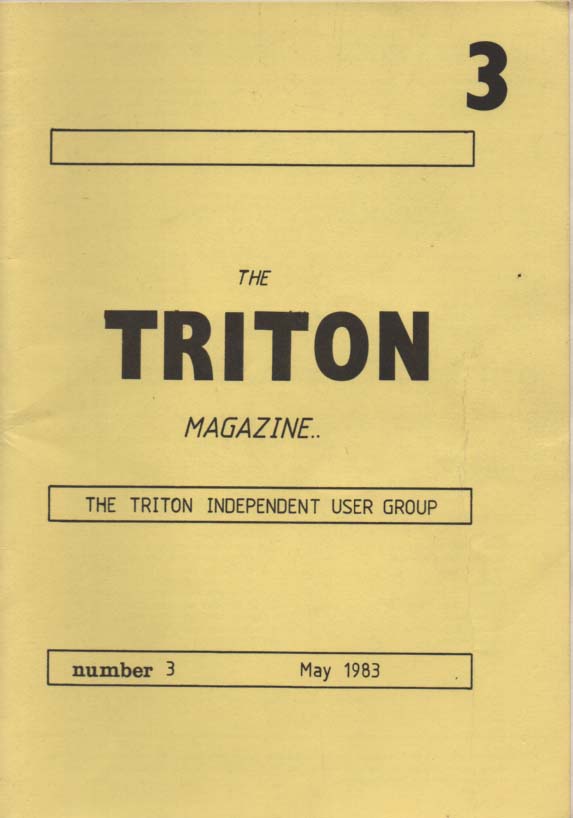 3
THE
TRITON
MAGAZINE..
THE TRITON INDEPENDENT USER GROUP
number 3 May 1983